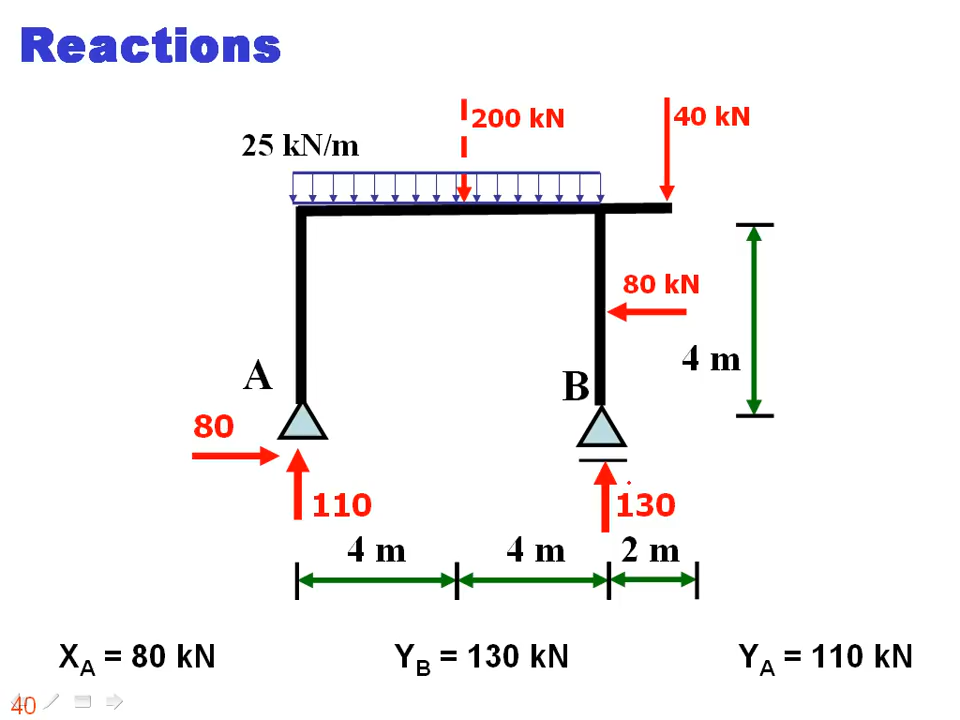 Reactions
200 kN
40 kN
25 kN/m
80 kN
4 m
A
B
80
110
130
4 m
4 m
2 m
XA = 80 kN
YB = 130 kN
YA = 110 kN
40